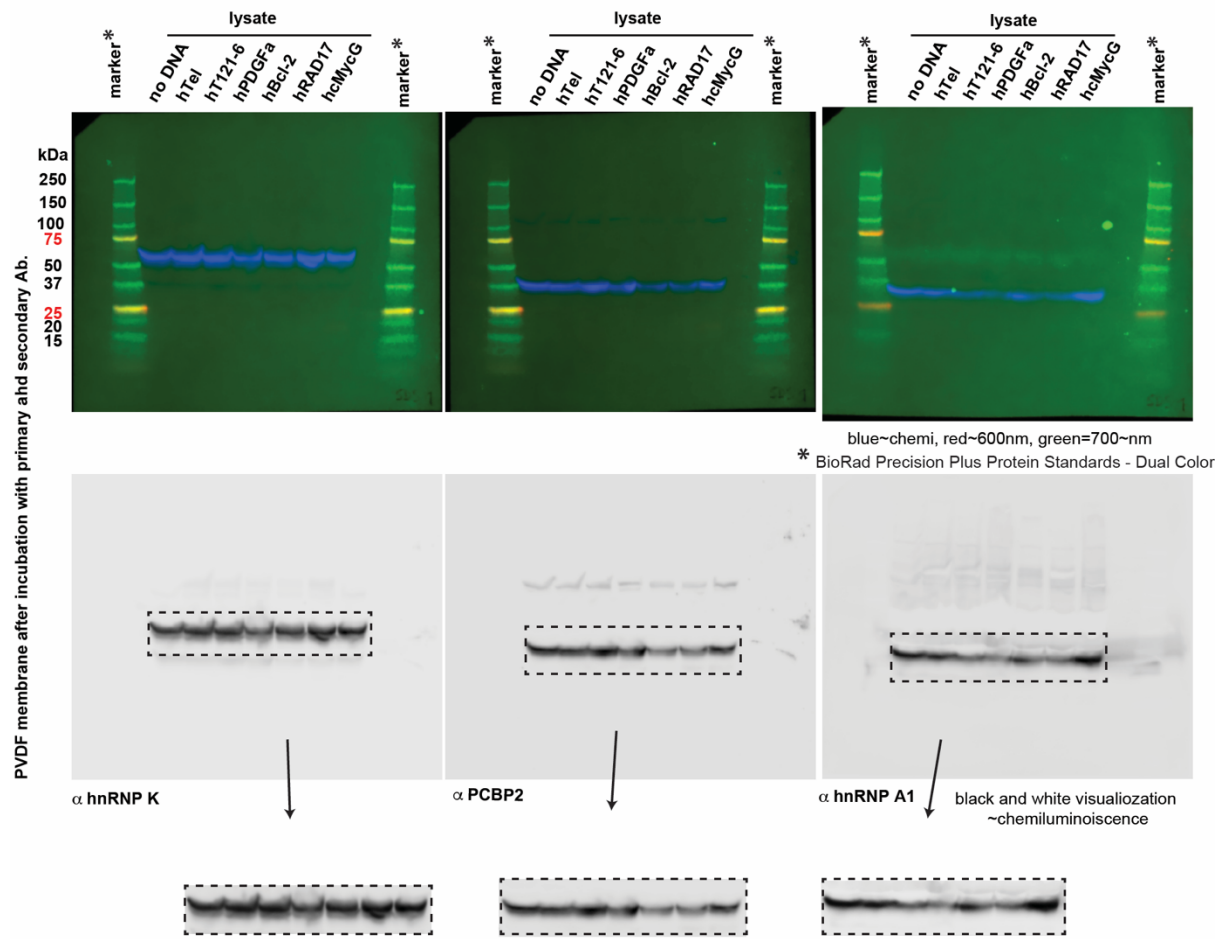 lysate
lysate
lysate
marker*
no DNA
hTel
hT121-6
hPDGFa
hBcl-2
hRAD17
hcMycG
marker*
marker*
no DNA
hTel
hT121-6
hPDGFa
hBcl-2
hRAD17
hcMycG
marker*
marker*
no DNA
hTel
hT121-6
hPDGFa
hBcl-2
hRAD17
hcMycG
marker*
kDa
250
150
100
75
50
37
25
20
15
PVDF membrane after incubation with primary ahd secondary Ab.
blue~chemi, red~600nm, green=700~nm
* BioRad Precision Plus Protein Standards - Dual Color
α hnRNP K
α PCBP2
α hnRNP A1
black and white visualiozation
~chemiluminoiscence